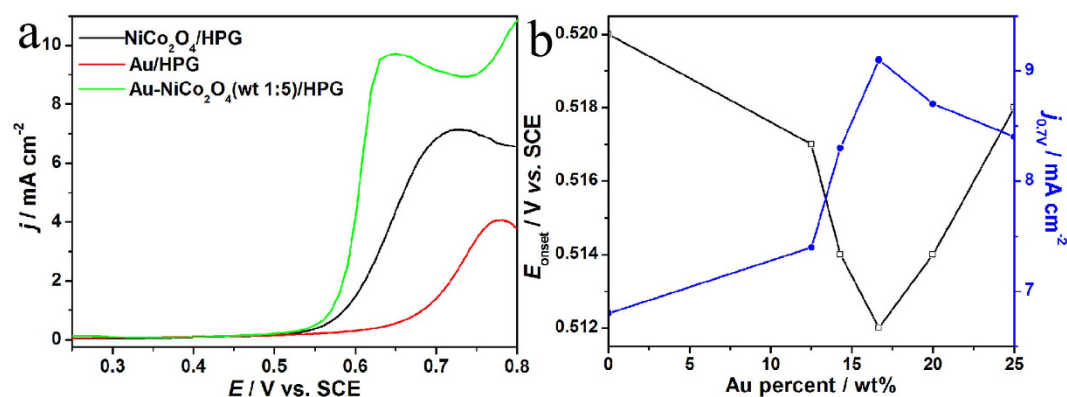 a
NiCo2O4/HPG
Au/HPG
Au-NiCo2O4(wt 1:5)/HPG
10
8
6
4
2
0
j / mA cm-2
0.3
0.4
0.5
0.6
0.7
0.8
E / V vs. SCE
b
0.520
0.518
0.516
0.514
0.512
Eonset / V vs. SCE
0
5
10
15
20
25
Au percent / wt%
9
8
7
j0.7V / mA cm-2